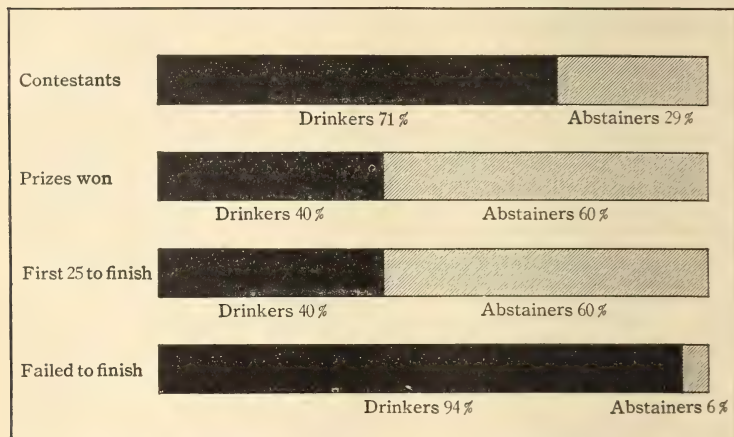 Contestants
Drinkers 71% Abstainers 29%
Prizes won
Drinkers 40% Abstainers 60%
First 25 to finish
Drinkers 40% Abstainers 60%
Failed to finish
Drinkers 94% Abstainers 6%